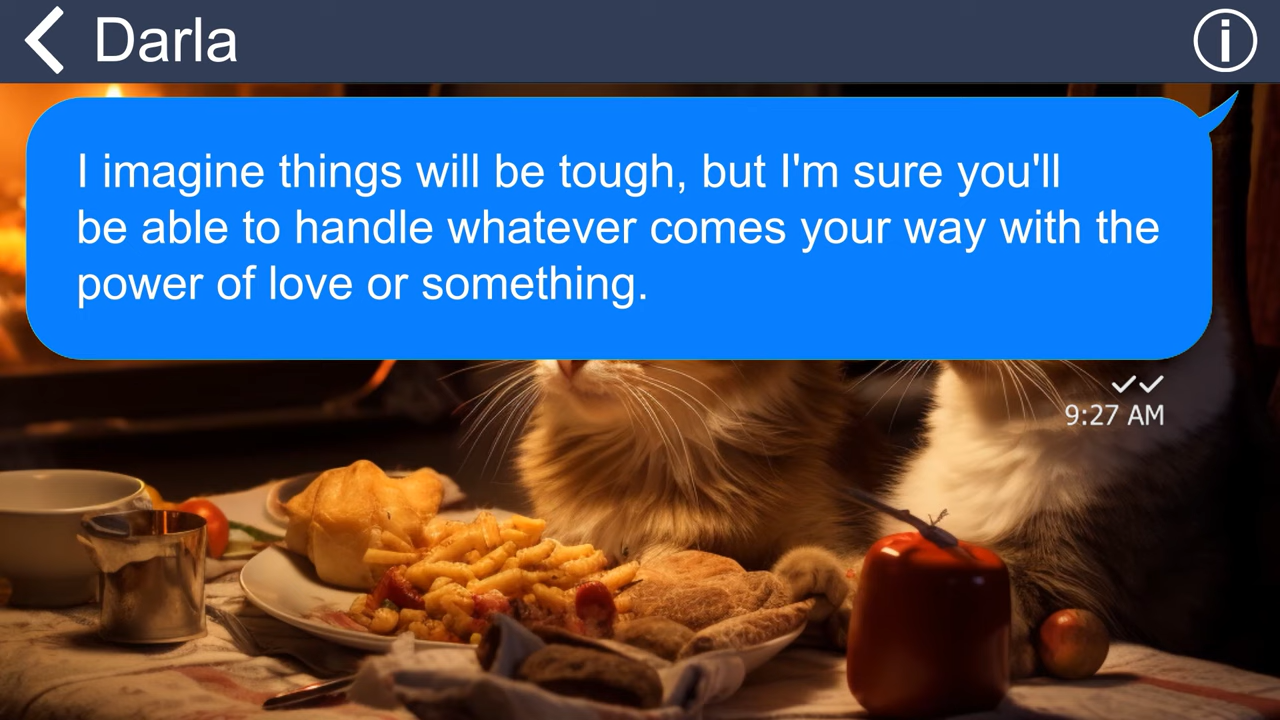 Darla
I imagine things will be tough, but I'm sure you'll
be able to handle whatever comes your way with the
power of love or something.
9:27 AM